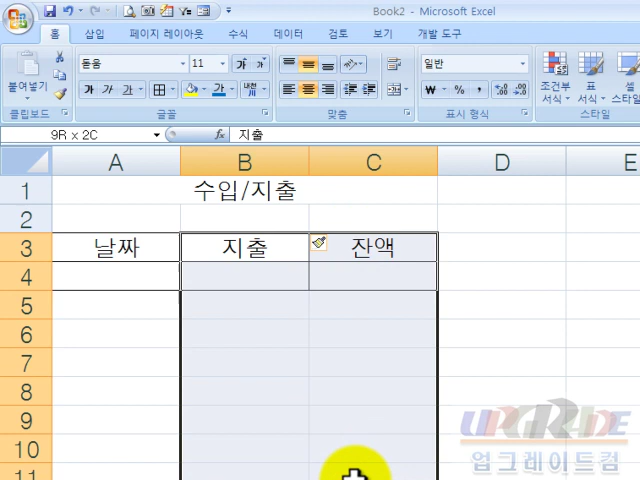 Book2 - Microsoft Excel
홈 삽입 페이지 레이아웃 수식 데이터 검토 보기 개발 도구
붙여넣기 돋움 11 일반
가 가 가 내천 조건부 서식 표 서식 셀 스타일
클립보드 글꼴 맞춤 표시 형식 스타일
9R x 2C fx 지출
A B C D E
1 수입/지출
2
3 날짜 지출 잔액
4
5
6
7
8
9
10
11
UPGRADE
업그레이드컴